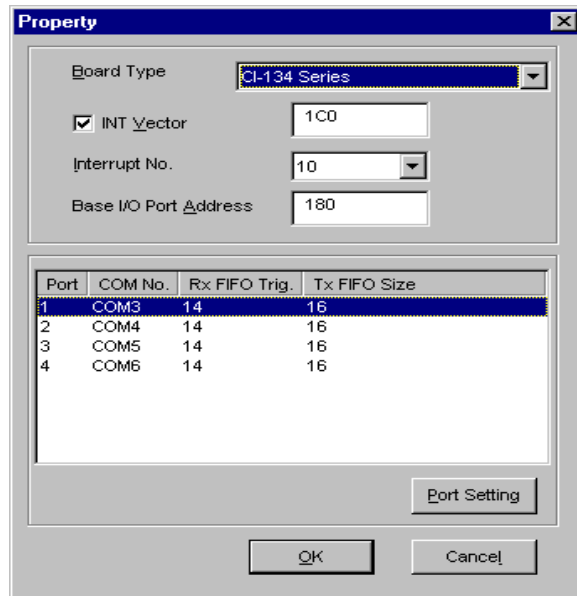 Property
Board Type
CI-134 Series
INT Vector
1C0
Interrupt No.
10
Base I/O Port Address
180
Port COM No. Rx FIFO Trig. Tx FIFO Size
1 COM3 14 16
2 COM4 14 16
3 COM5 14 16
4 COM6 14 16
Port Setting
OK
Cancel